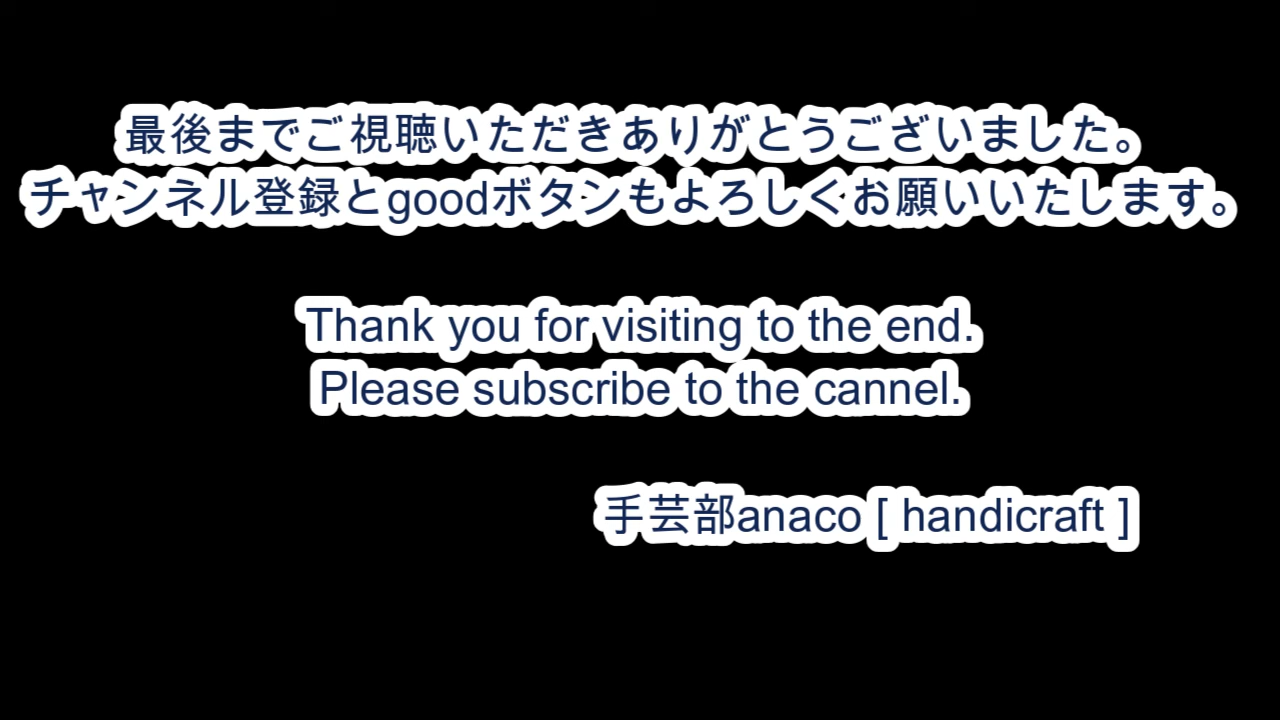 最後までご視聴いただきありがとうございました。
チャンネル登録とgoodボタンもよろしくお願いいたします。
Thank you for visiting to the end.
Please subscribe to the cannel.
手芸部anaco [ handicraft ]